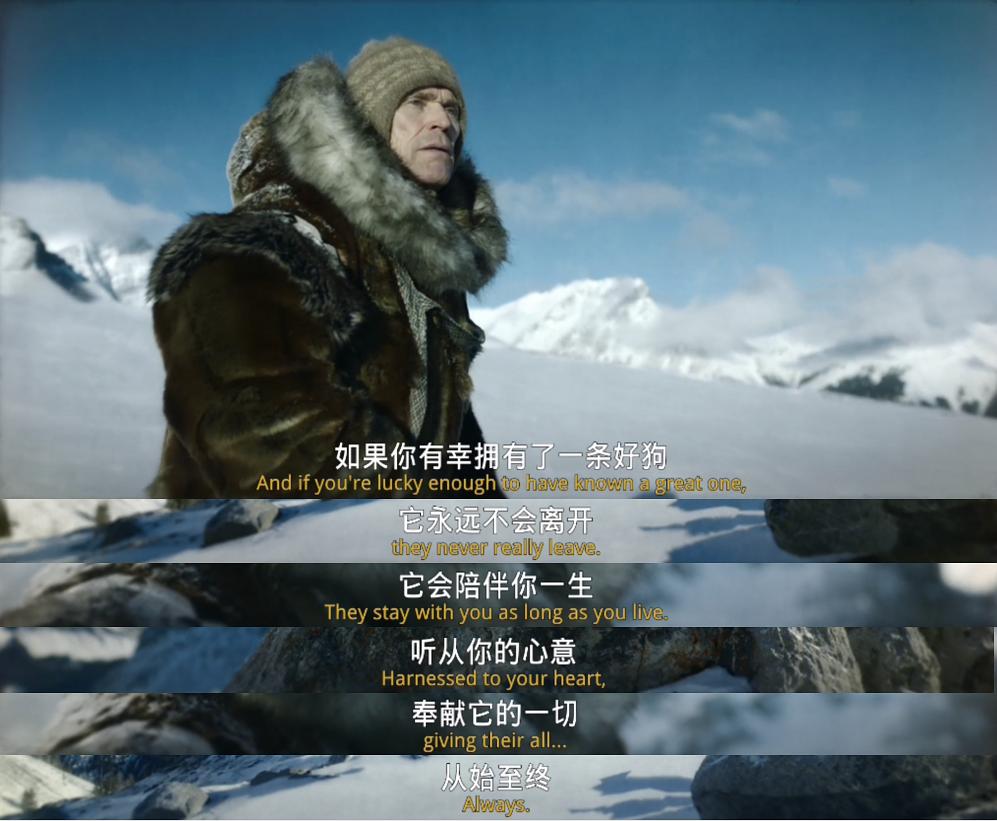 如果你有幸拥有了一条好狗
And if you're lucky enough to have known a great one,
它永远不会离开
they never really leave.
它会陪伴你一生
They stay with you as long as you live.
听从你的心意
Harnessed to your heart,
奉献它的一切
giving their all...
从始至终
Always.